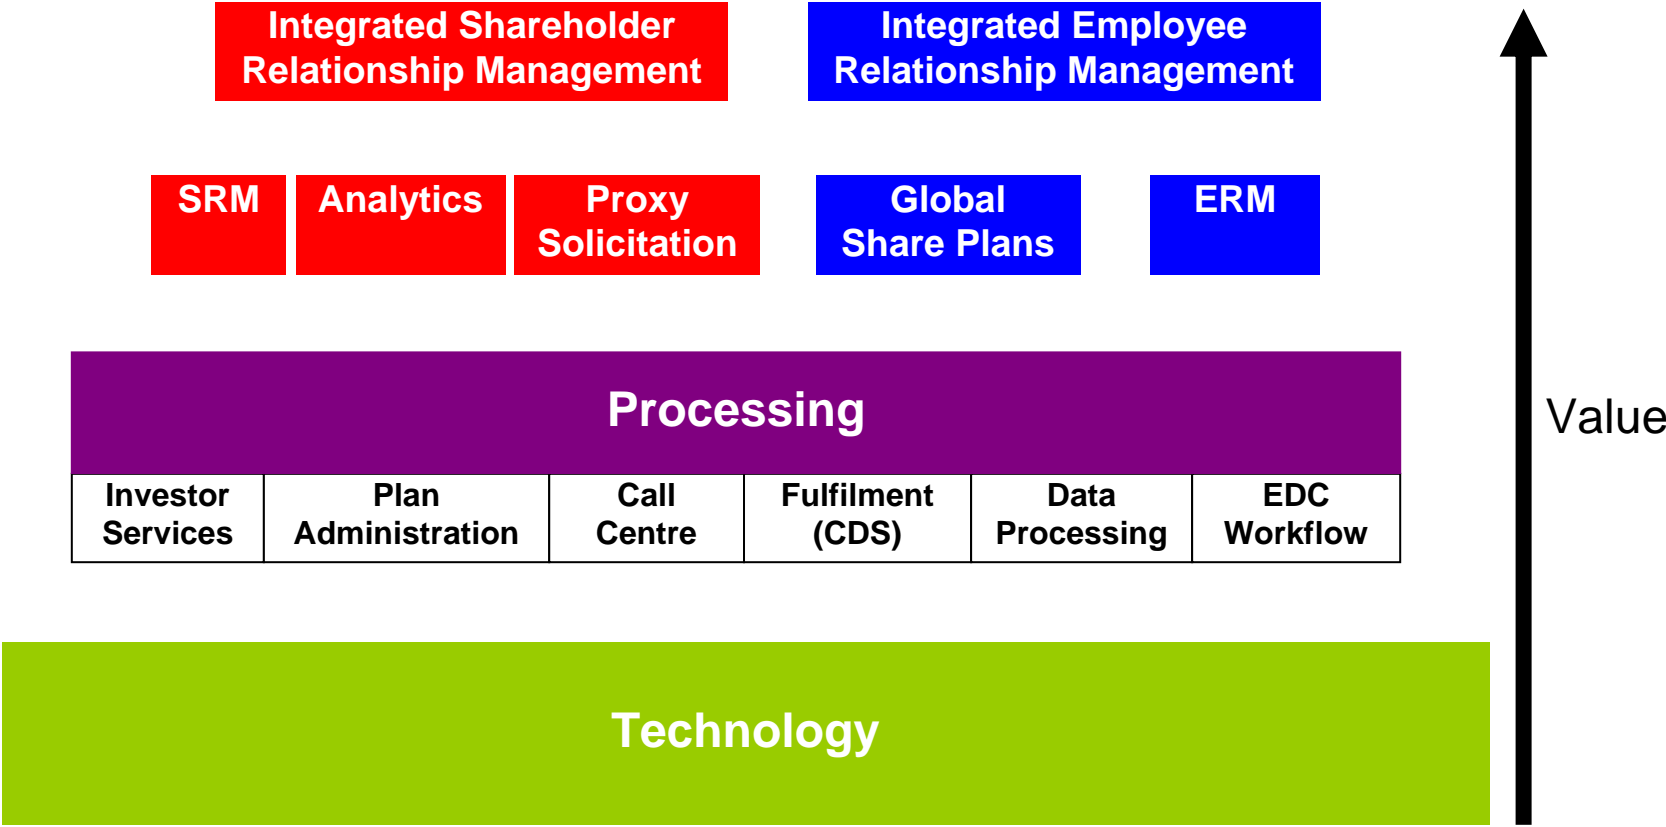 Integrated Shareholder
Relationship Management
Integrated Employee
Relationship Management
SRM
Analytics
Proxy
Solicitation
Global
Share Plans
ERM
Processing
Value
Investor
Services
Plan
Administration
Call
Centre
Fulfilment
(CDS)
Data
Processing
EDC
Workflow
Technology